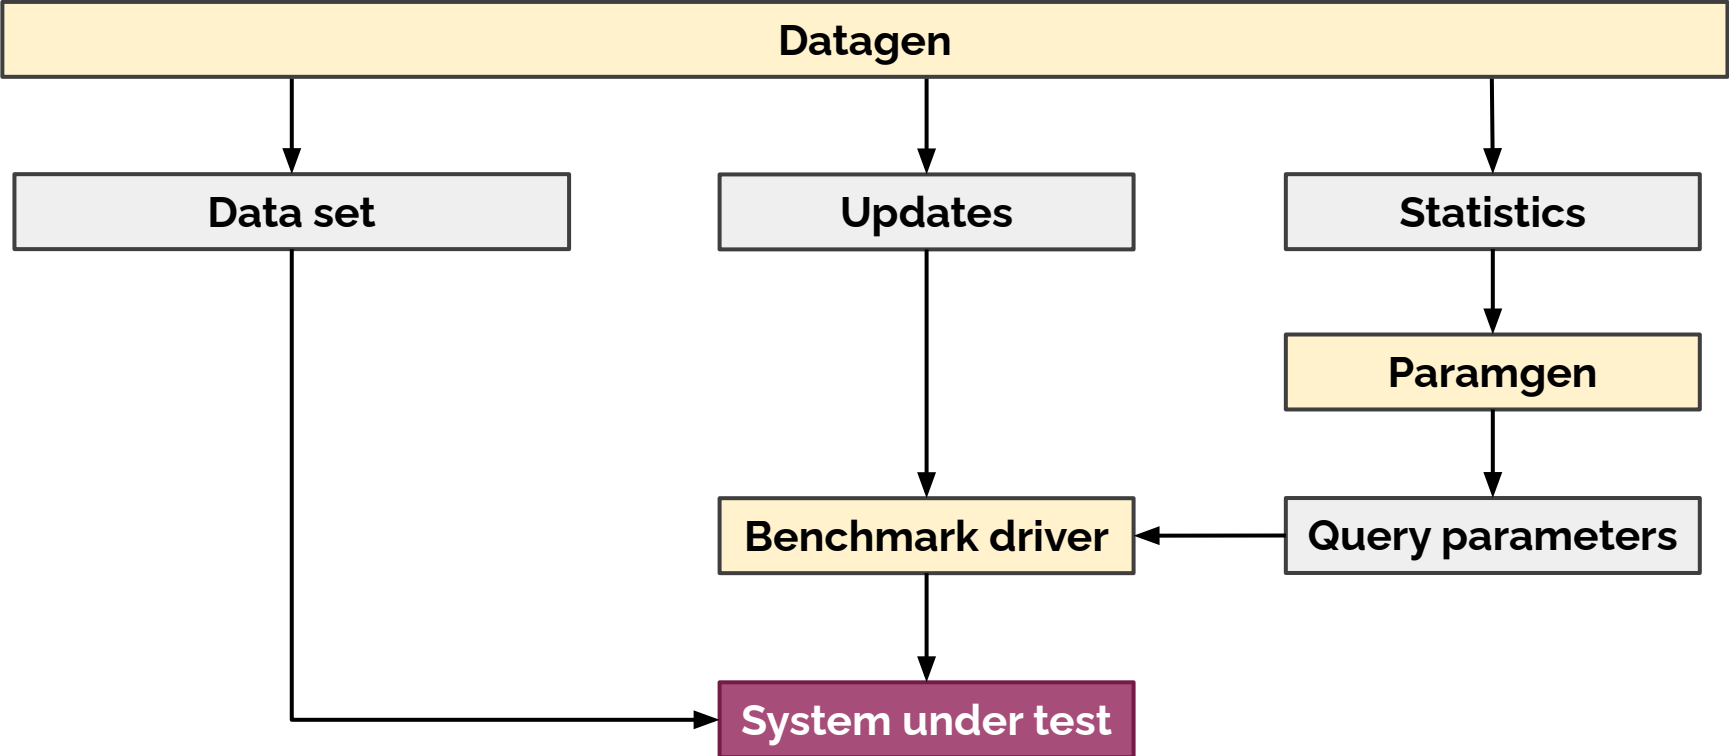 Datagen
Data set
Updates
Statistics
Paramgen
Benchmark driver
Query parameters
System under test